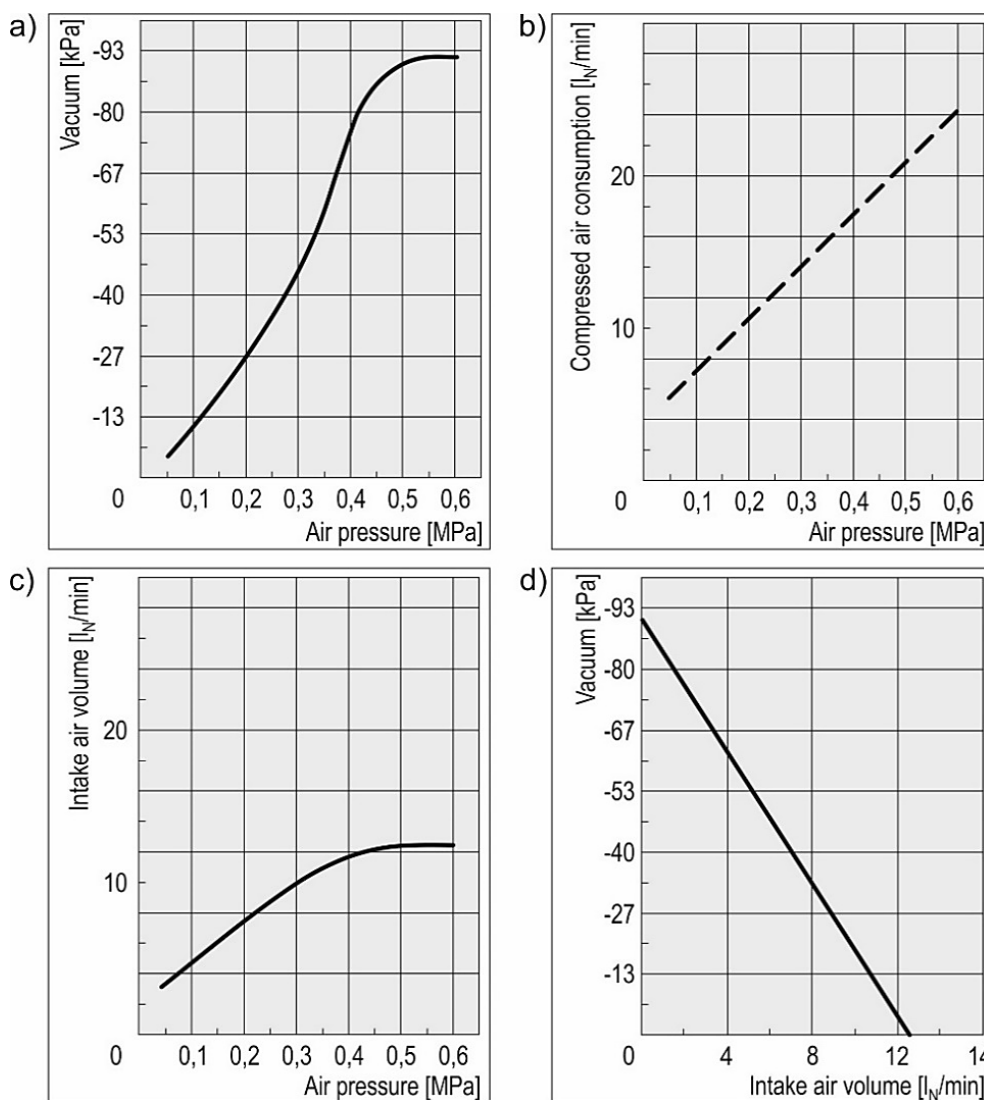 a)
Vacuum [kPa]
-93
-80
-67
-53
-40
-27
-13
0
0,1 0,2 0,3 0,4 0,5 0,6
Air pressure [MPa]
b)
Compressed air consumption [lN/min]
20
10
0
0,1 0,2 0,3 0,4 0,5 0,6
Air pressure [MPa]
c)
Intake air volume [lN/min]
20
10
0
0,1 0,2 0,3 0,4 0,5 0,6
Air pressure [MPa]
d)
Vacuum [kPa]
-93
-80
-67
-53
-40
-27
-13
0 4 8 12 14
Intake air volume [lN/min]